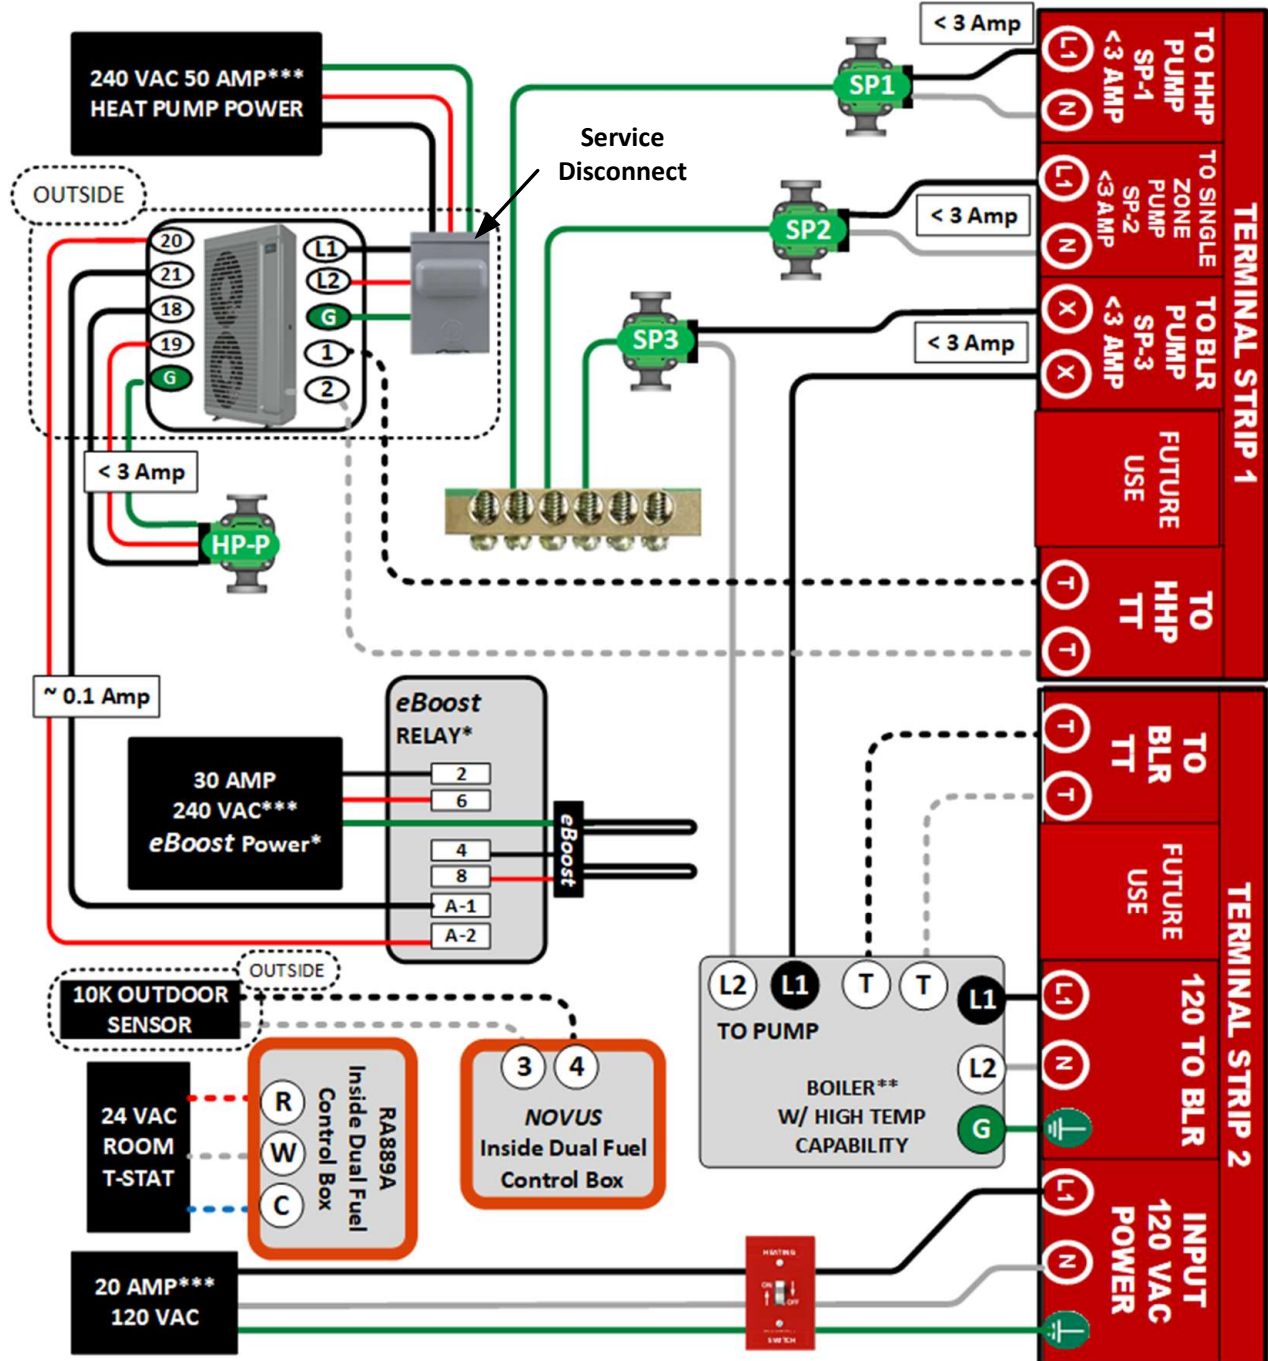 240 VAC 50 AMP***
HEAT PUMP POWER
Service
Disconnect
OUTSIDE
20
21
18
19
G
L1
L2
G
1
2
< 3 Amp
HP-P
~ 0.1 Amp
SP1
SP2
SP3
< 3 Amp
< 3 Amp
< 3 Amp
TERMINAL STRIP 1
TO HHP
PUMP
SP-1
<3 AMP
L1
N
TO SINGLE
ZONE
PUMP
SP-2
<3 AMP
L1
N
TO BLR
PUMP
SP-3
<3 AMP
X
X
FUTURE
USE
TO
HHP
TT
T
T
eBoost
RELAY*
2
6
4
8
A-1
A-2
eBoost
30 AMP
240 VAC***
eBoost Power*
OUTSIDE
10K OUTDOOR
SENSOR
3
4
NOVUS
Inside Dual Fuel
Control Box
24 VAC
ROOM
T-STAT
R
W
C
RA889A
Inside Dual Fuel
Control Box
L2
L1
T
T
L1
L2
G
TO PUMP
BOILER**
W/ HIGH TEMP
CAPABILITY
TERMINAL STRIP 2
TO
BLR
TT
T
T
FUTURE
USE
120 TO BLR
L1
N
INPUT
120 VAC
POWER
L1
N
20 AMP***
120 VAC
HEATING
ON
OFF
SWITCH